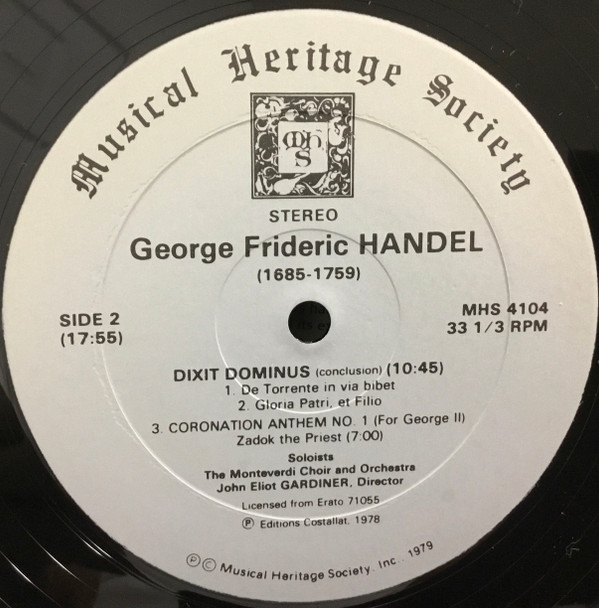 Musical Heritage Society
mhs
STEREO
George Frideric HANDEL
(1685-1759)
SIDE 2
(17:55)
MHS 4104
33 1/3 RPM
DIXIT DOMINUS (conclusion) (10:45)
1. De Torrente in via bibet
2. Gloria Patri, et Filio
3. CORONATION ANTHEM NO. 1 (For George II)
Zadok the Priest (7:00)
Soloists
The Monteverdi Choir and Orchestra
John Eliot GARDINER, Director
Licensed from Erato 71055
Ⓟ Editions Costallat, 1978
Ⓟ© Musical Heritage Society, Inc., 1979